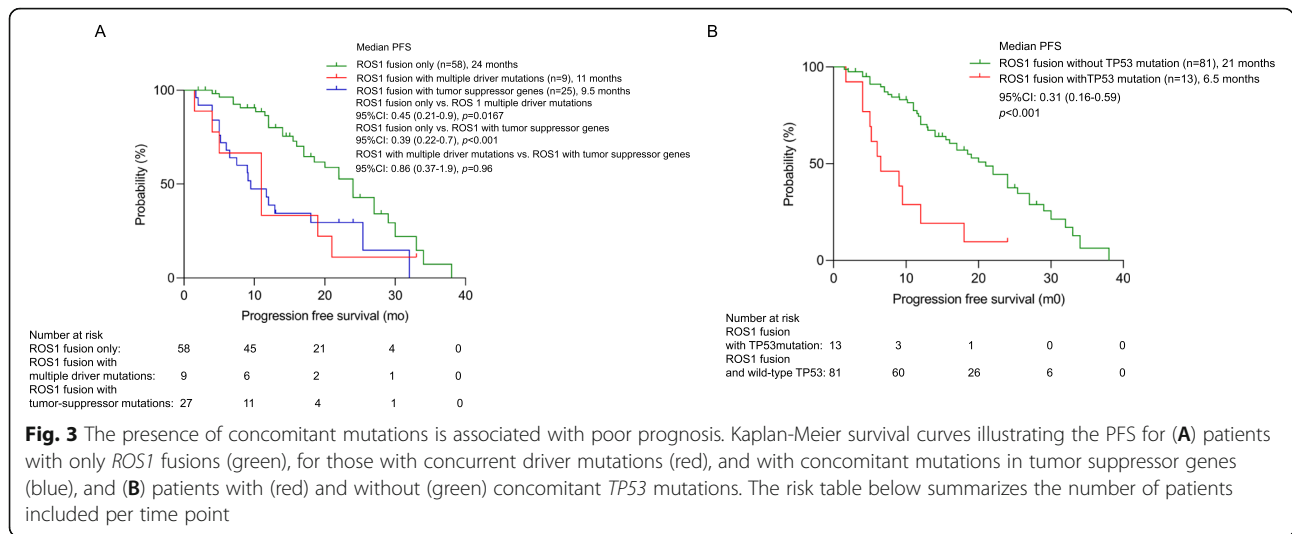 A
Median PFS
ROS1 fusion only (n=58), 24 months
ROS1 fusion with multiple driver mutations (n=9), 11 months
ROS1 fusion with tumor suppressor genes (n=25), 9.5 months
ROS1 fusion only vs. ROS 1 multiple driver mutations
95%CI: 0.45 (0.21-0.9), p=0.0167
ROS1 fusion only vs. ROS1 with tumor suppressor genes
95%CI: 0.39 (0.22-0.7), p<0.001
ROS1 with multiple driver mutations vs. ROS1 with tumor suppressor genes
95%CI: 0.86 (0.37-1.9), p=0.96
Probability (%)
100
50
0
0 10 20 30 40
Progression free survival (mo)
Number at risk
ROS1 fusion only: 58 45 21 4 0
ROS1 fusion with
multiple driver mutations: 9 6 2 1 0
ROS1 fusion with
tumor-suppressor mutations: 27 11 4 1 0
B
Median PFS
ROS1 fusion without TP53 mutation (n=81), 21 months
ROS1 fusion withTP53 mutation (n=13), 6.5 months
95%CI: 0.31 (0.16-0.59)
p<0.001
Probability (%)
100
50
0
0 10 20 30 40
Progression free survival (m0)
Number at risk
ROS1 fusion
with TP53mutation: 13 3 1 0 0
ROS1 fusion
and wild-type TP53: 81 60 26 6 0
Fig. 3 The presence of concomitant mutations is associated with poor prognosis. Kaplan-Meier survival curves illustrating the PFS for (A) patients
with only ROS1 fusions (green), for those with concurrent driver mutations (red), and with concomitant mutations in tumor suppressor genes
(blue), and (B) patients with (red) and without (green) concomitant TP53 mutations. The risk table below summarizes the number of patients
included per time point